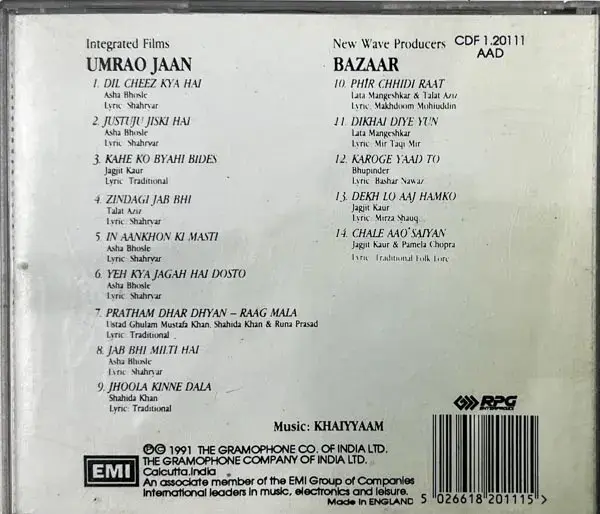 Integrated Films
UMRAO JAAN
1. DIL CHEEZ KYA HAI
Asha Bhosle
Lyric: Shahryar
2. JUSTUJU JISKI HAI
Asha Bhosle
Lyric: Shahryar
3. KAHE KO BYAHI BIDES
Jagjit Kaur
Lyric: Traditional
4. ZINDAGI JAB BHI
Talat Aziz
Lyric: Shahryar
5. IN AANKHON KI MASTI
Asha Bhosle
Lyric: Shahryar
6. YEH KYA JAGAH HAI DOSTO
Asha Bhosle
Lyric: Shahryar
7. PRATHAM DHAR DHYAN – RAAG MALA
Ustad Ghulam Mustafa Khan, Shahida Khan & Runa Prasad
Lyric: Traditional
8. JAB BHI MILTI HAI
Asha Bhosle
Lyric: Shahryar
9. JHOOLA KINNE DALA
Shahida Khan
Lyric: Traditional
New Wave Producers
BAZAAR
CDF 1.20111
AAD
10. PHIR CHHIDI RAAT
Lata Mangeshkar & Talat Aziz
Lyric: Makhdoom Mohiuddin
11. DIKHAI DIYE YUN
Lata Mangeshkar
Lyric: Mir Taqi Mir
12. KAROGE YAAD TO
Bhupinder
Lyric: Bashar Nawaz
13. DEKH LO AAJ HAMKO
Jagjit Kaur
Lyric: Mirza Shauq
14. CHALE AAO SAIYAN
Jagjit Kaur & Pamela Chopra
Lyric: Traditional Folk Lore
Music: KHAIYYAAM
RPG
ENTERPRISES
EMI
℗© 1991 THE GRAMOPHONE CO. OF INDIA LTD.
THE GRAMOPHONE COMPANY OF INDIA LTD.
Calcutta.India
An associate member of the EMI Group of Companies
International leaders in music, electronics and leisure.
Made in ENGLAND
5 026618 201115 >